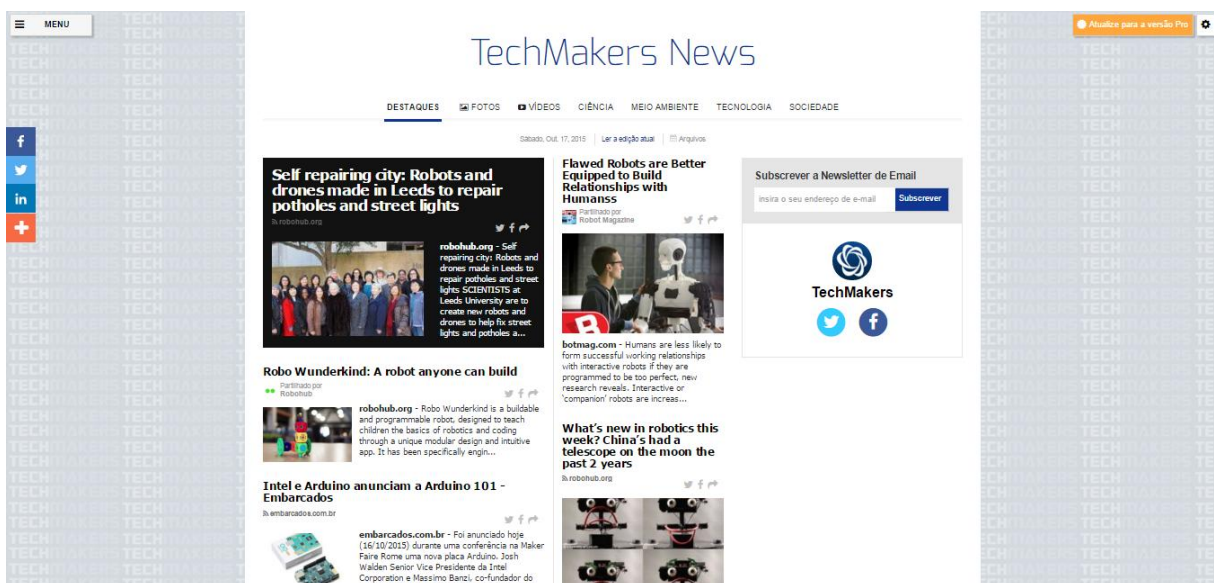 MENU
Atualize para a versão Pro
TechMakers News
DESTAQUES FOTOS VÍDEOS CIÊNCIA MEIO AMBIENTE TECNOLOGIA SOCIEDADE
Sábado, Out. 17, 2015 Ler a edição atual Arquivos
Self repairing city: Robots and
drones made in Leeds to repair
potholes and street lights
robohub.org
robohub.org - Self
repairing city: Robots and
drones made in Leeds to
repair potholes and street
lights SCIENTISTS at
Leeds University are to
create new robots and
drones to help fix street
lights and potholes a...
Robo Wunderkind: A robot anyone can build
Partilhado por
Robohub
robohub.org - Robo Wunderkind is a buildable
and programmable robot, designed to teach
children the basics of robotics and coding
through a unique modular design and intuitive
app. It has been specifically engin...
Intel e Arduino anunciam a Arduino 101 -
Embarcados
embarcados.com.br
embarcados.com.br - Foi anunciado hoje
(16/10/2015) durante uma conferência na Maker
Faire Rome uma nova placa Arduino. Josh
Walden Senior Vice Presidente da Intel
Corporation e Massimo Banzi, co-fundador do
Flawed Robots are Better
Equipped to Build
Relationships with
Humanss
Partilhado por
Robot Magazine
botmag.com - Humans are less likely to
form successful working relationships
with interactive robots if they are
programmed to be too perfect, new
research reveals. Interactive or
'companion' robots are increas...
What's new in robotics this
week? China's had a
telescope on the moon the
past 2 years
robohub.org
Subscrever a Newsletter de Email
insira o seu endereço de e-mail Subscrever
TechMakers